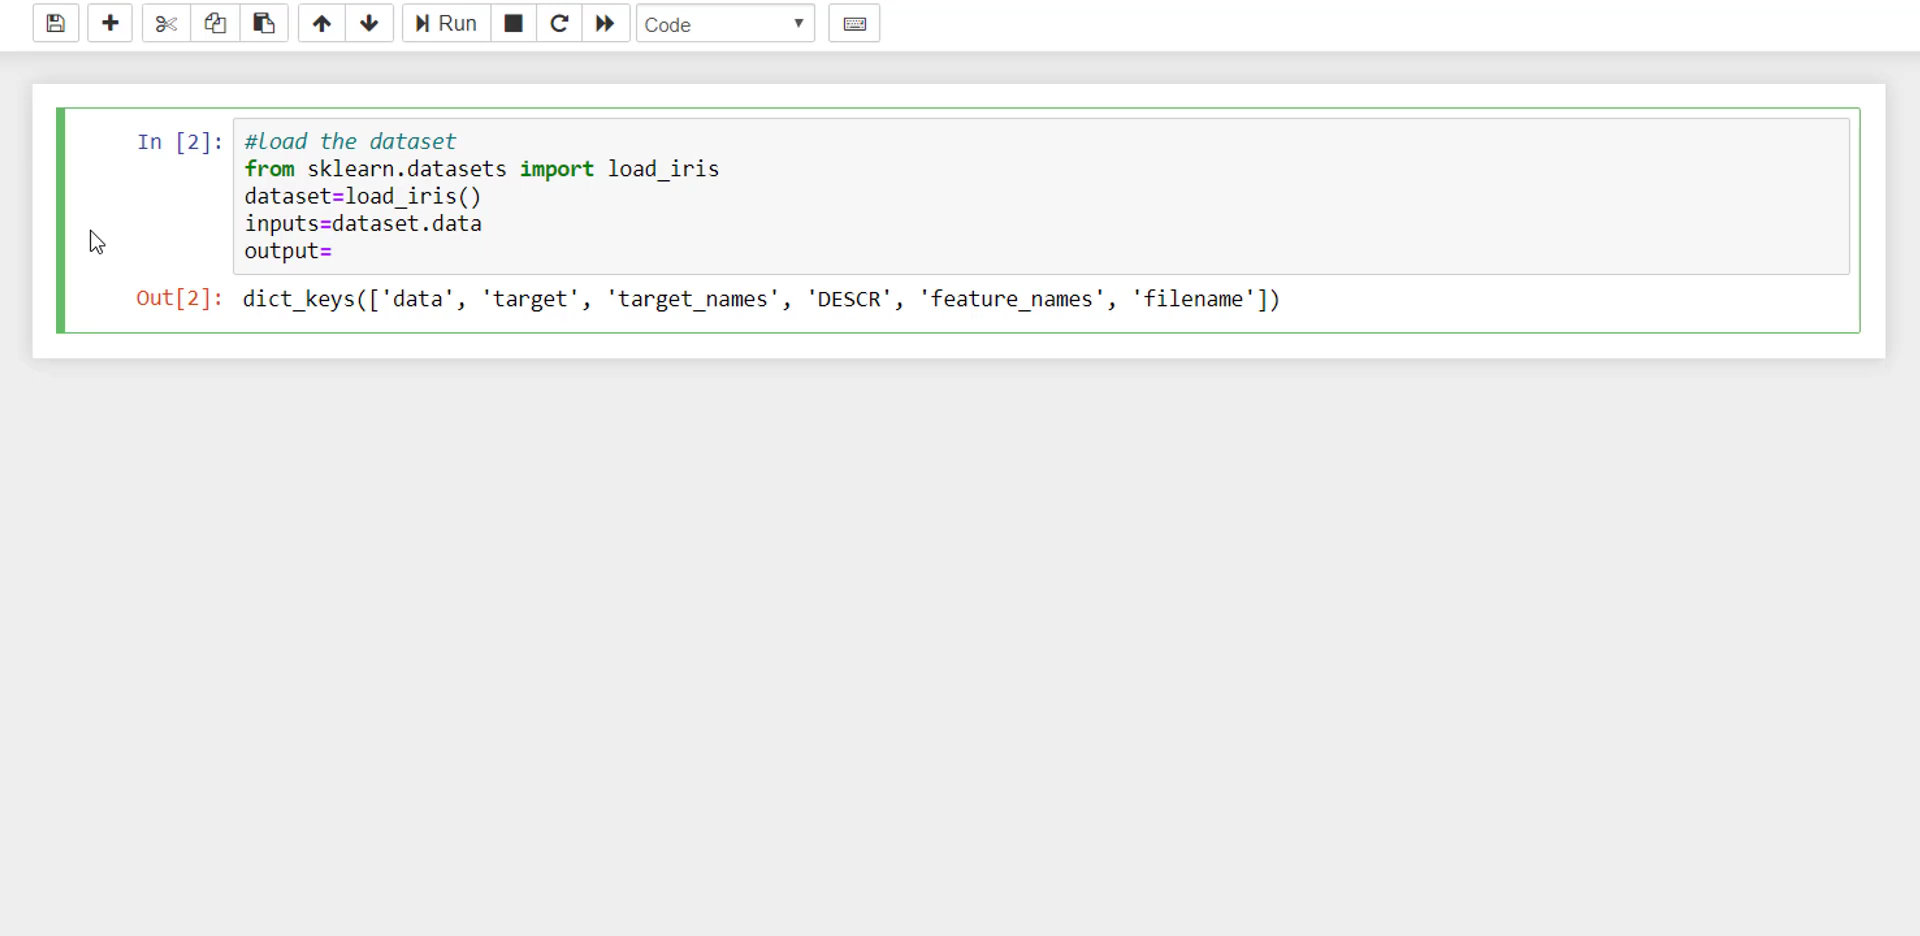 Run
Code
In [2]:
#load the dataset
from sklearn.datasets import load_iris
dataset=load_iris()
inputs=dataset.data
output=
Out[2]: dict_keys(['data', 'target', 'target_names', 'DESCR', 'feature_names', 'filename'])